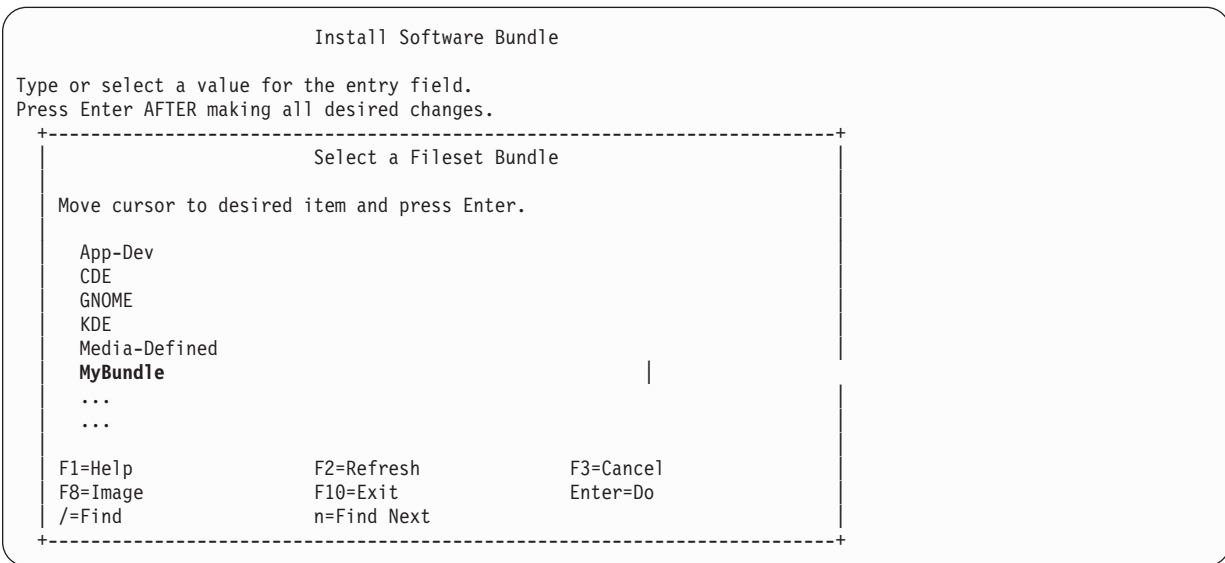 Install Software Bundle
Type or select a value for the entry field.
Press Enter AFTER making all desired changes.
+--------------------------------------------------------------------------+
| Select a Fileset Bundle |
| |
| Move cursor to desired item and press Enter. |
| |
| App-Dev |
| CDE |
| GNOME |
| KDE |
| Media-Defined |
| MyBundle |
| ... |
| ... |
| |
| F1=Help F2=Refresh F3=Cancel |
| F8=Image F10=Exit Enter=Do |
| /=Find n=Find Next |
+--------------------------------------------------------------------------+